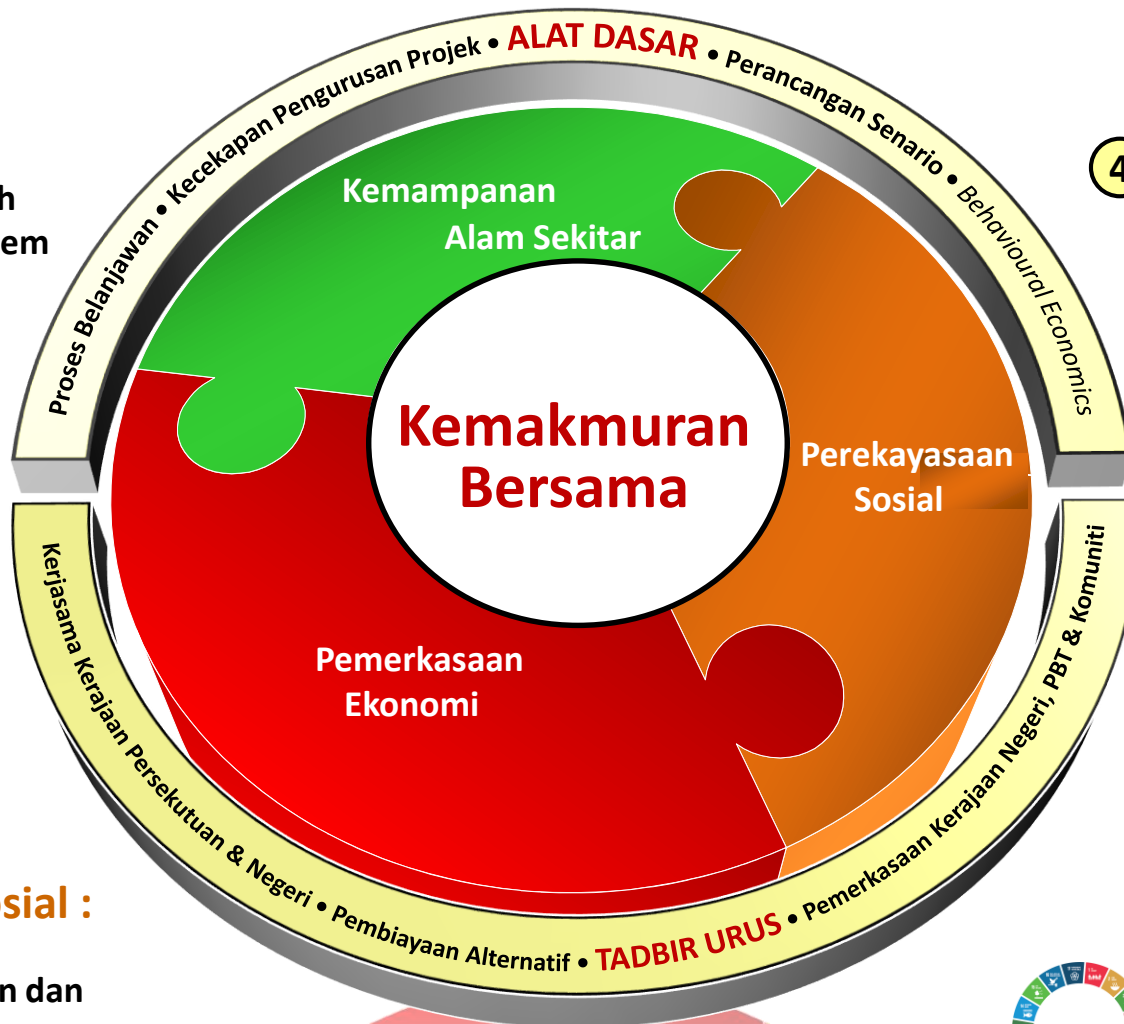 Proses Belanjawan • Kecekapan Pengurusan Projek • ALAT DASAR • Perancangan Senario • Behavioural Economics
4
h
em
Kemampanan
Alam Sekitar
Kemakmuran
Bersama
Perekayasaan
Sosial
Pemerkasaan
Ekonomi
Kerjasama Kerajaan Persekutuan & Negeri • Pembiayaan Alternatif • TADBIR URUS • Pemerkasaan Kerajaan Negeri, PBT & Komuniti
sial :
n dan